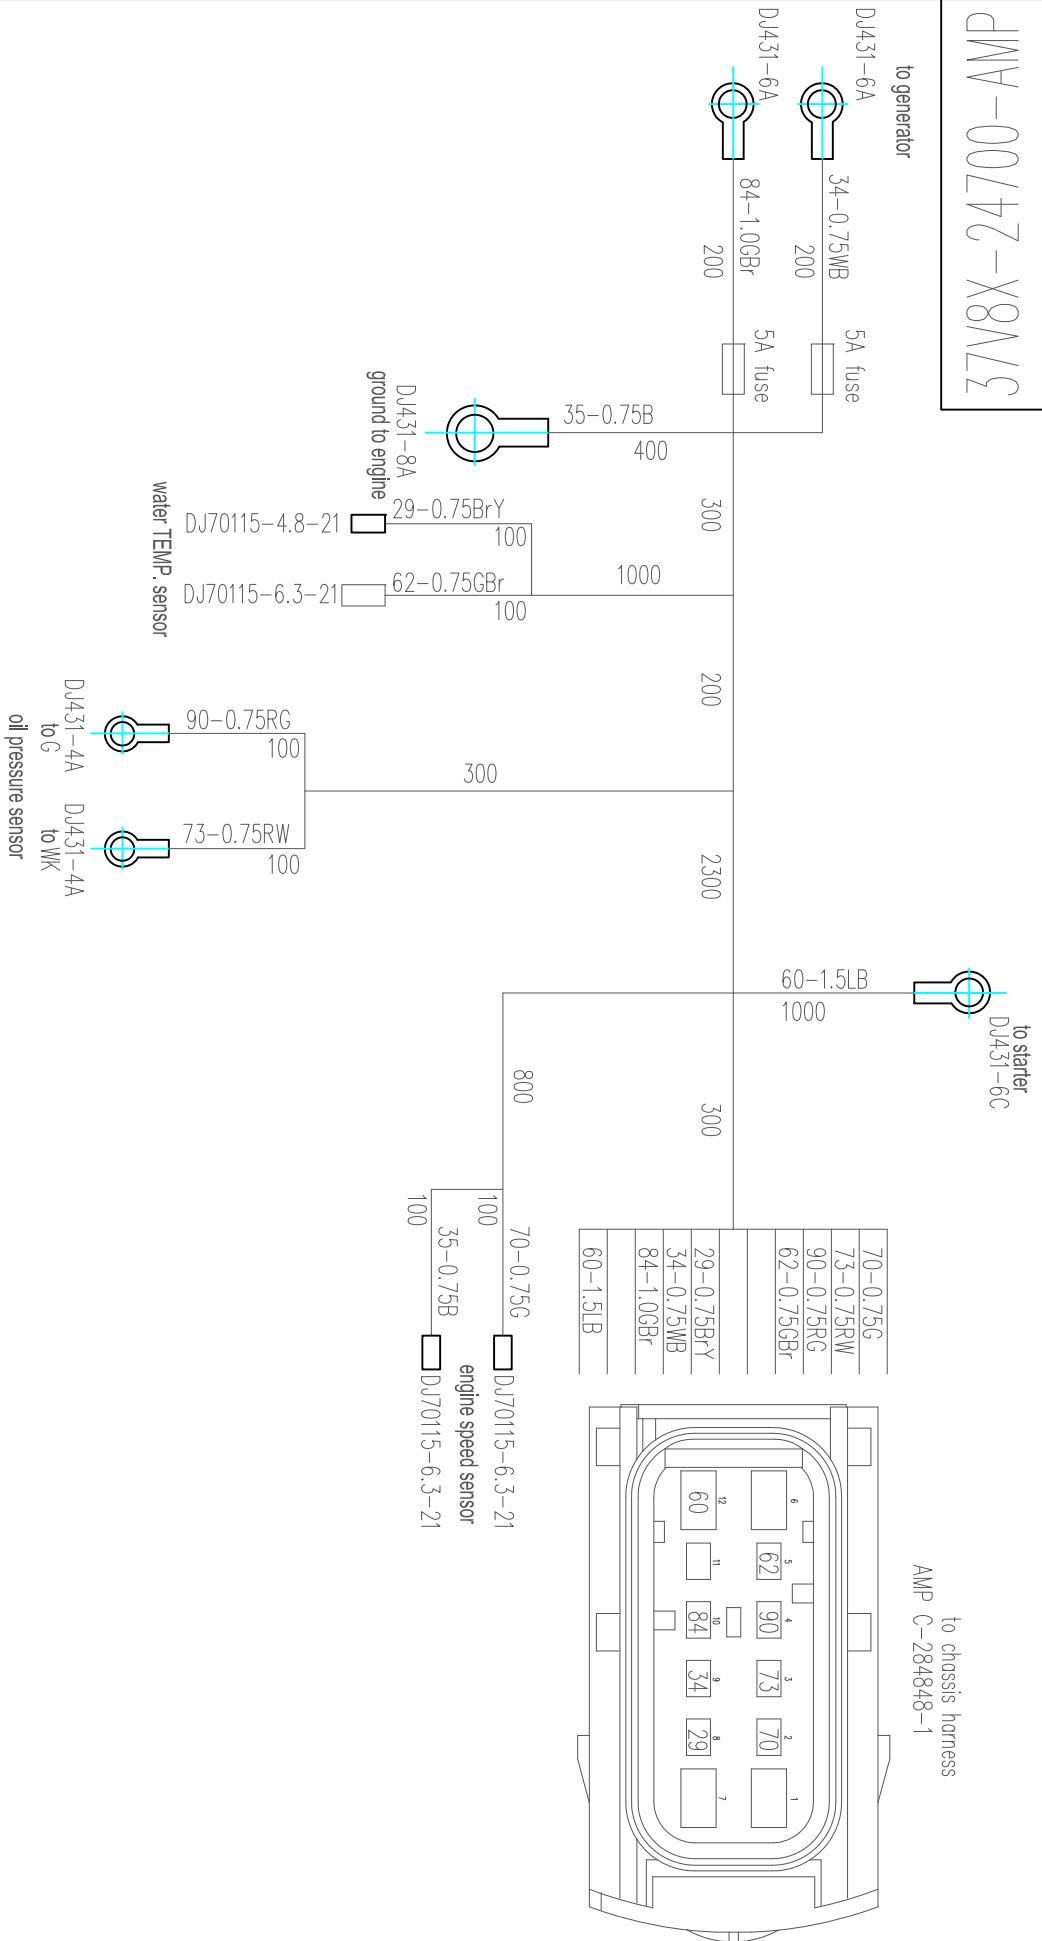 37V8X-24700-AMP
to generator
DJ431-6A
DJ431-6A
34-0.75WB
200
84-1.0GBr
200
5A fuse
5A fuse
35-0.75B
400
DJ431-8A
ground to engine
300
29-0.75BrY
100
DJ70115-4.8-21
62-0.75GBr
100
DJ70115-6.3-21
1000
water TEMP. sensor
200
90-0.75RG
100
DJ431-4A
to G
300
73-0.75RW
100
DJ431-4A
to WK
oil pressure sensor
2300
60-1.5LB
1000
to starter
DJ431-6C
800
300
100
70-0.75G
DJ70115-6.3-21
100
35-0.75B
DJ70115-6.3-21
engine speed sensor
70-0.75G
73-0.75RW
90-0.75RG
62-0.75GBr
29-0.75BrY
34-0.75WB
84-1.0GBr
60-1.5LB
to chassis harness
AMP C-284848-1
6
5
4
3
2
1
62
90
73
70
12
11
10
9
8
7
60
84
34
29